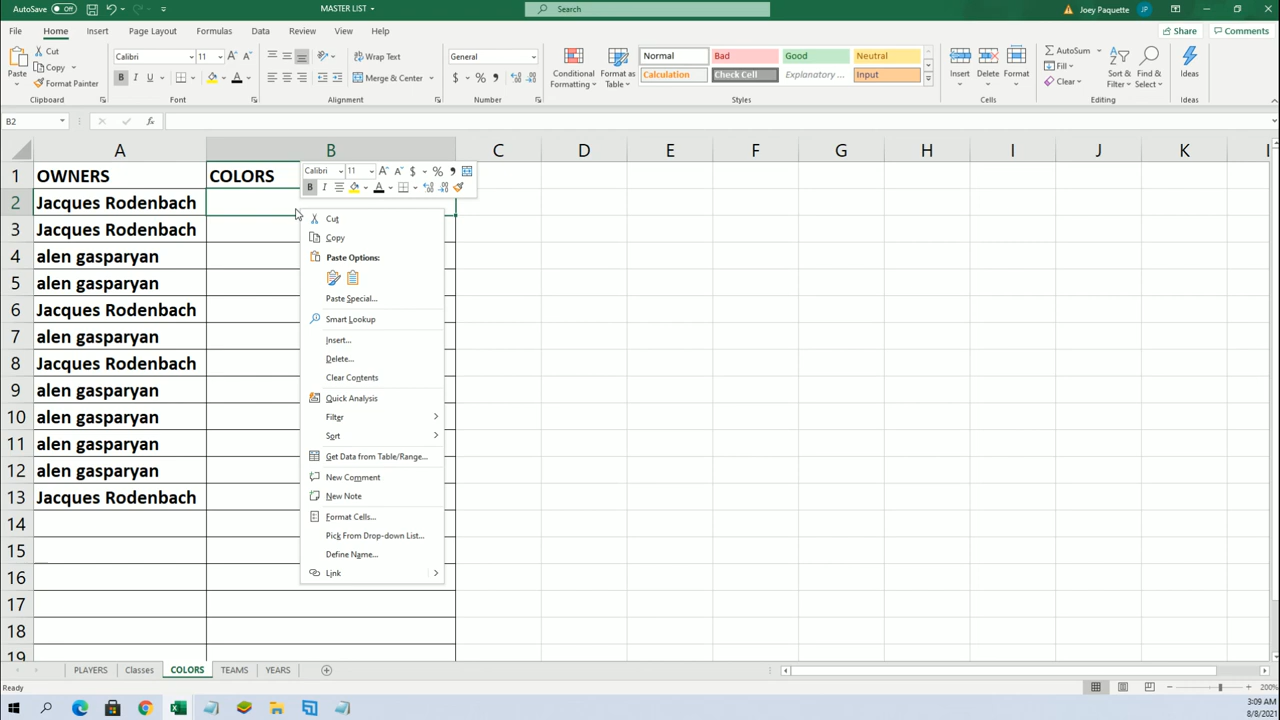 AutoSave Off MASTER LIST Search Joey Paquette JP
File Home Insert Page Layout Formulas Data Review View Help Share Comments
Paste Cut Copy Format Painter Clipboard
Calibri 11 B I U A Font
Wrap Text Merge & Center Alignment
General $ % Number
Conditional Formatting Format as Table
Normal Bad Good Neutral
Calculation Check Cell Explanatory ... Input Styles
Insert Delete Format Cells
AutoSum Fill Clear Sort & Filter Find & Select Editing
Ideas Ideas
B2 fx
A B C D E F G H I J K L
1 OWNERS COLORS
2 Jacques Rodenbach
3 Jacques Rodenbach
4 alen gasparyan
5 alen gasparyan
6 Jacques Rodenbach
7 alen gasparyan
8 Jacques Rodenbach
9 alen gasparyan
10 alen gasparyan
11 alen gasparyan
12 alen gasparyan
13 Jacques Rodenbach
14
15
16
17
18
19
Calibri 11 A A $ % 9
B I A
Cut
Copy
Paste Options:
Paste Special...
Smart Lookup
Insert...
Delete...
Clear Contents
Quick Analysis
Filter
Sort
Get Data from Table/Range...
New Comment
New Note
Format Cells...
Pick From Drop-down List...
Define Name...
Link
PLAYERS Classes COLORS TEAMS YEARS
Ready 200%
3:09 AM
8/8/2021